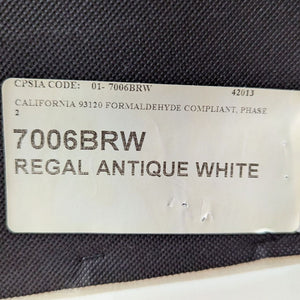 CPSIA CODE: 01- 7006BRW 42013
CALIFORNIA 93120 FORMALDEHYDE COMPLIANT, PHASE
2
7006BRW
REGAL ANTIQUE WHITE